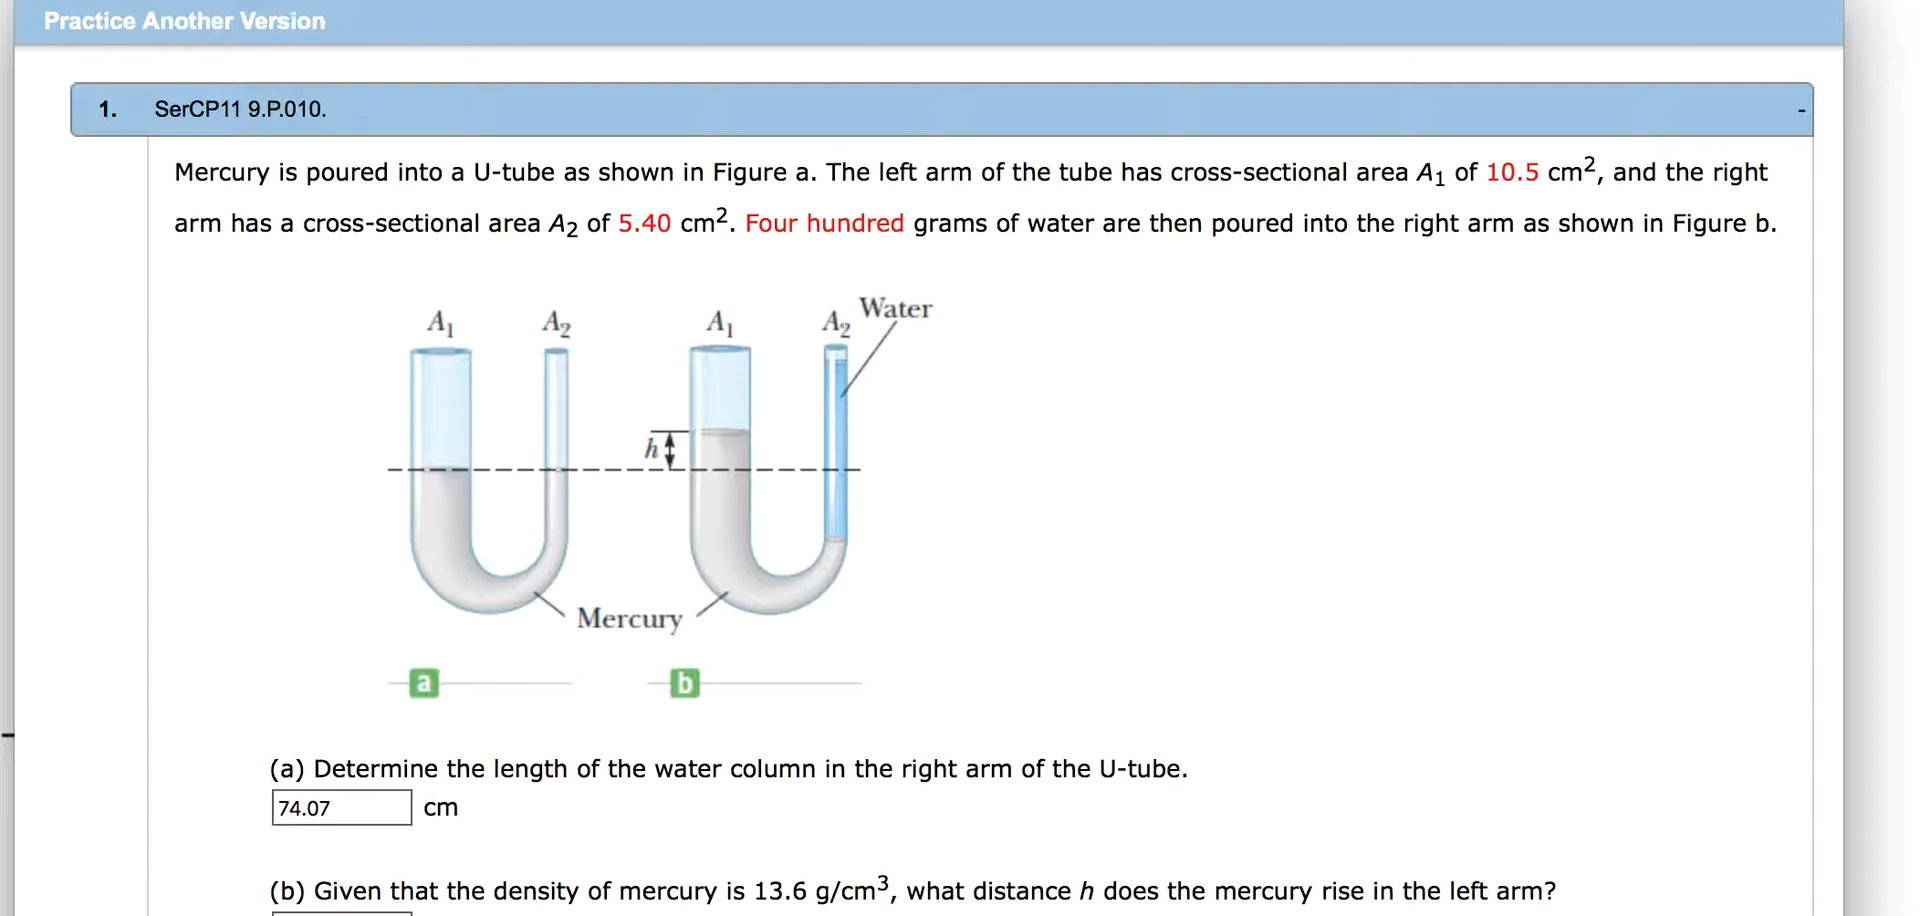 Practice Another Version
1. SerCP11 9.P.010. -
Mercury is poured into a U-tube as shown in Figure a. The left arm of the tube has cross-sectional area A₁ of 10.5 cm², and the right
arm has a cross-sectional area A₂ of 5.40 cm². Four hundred grams of water are then poured into the right arm as shown in Figure b.
Water
A₁ A₂ A₁ A₂
h
Mercury
a b
(a) Determine the length of the water column in the right arm of the U-tube.
74.07 cm
(b) Given that the density of mercury is 13.6 g/cm³, what distance h does the mercury rise in the left arm?